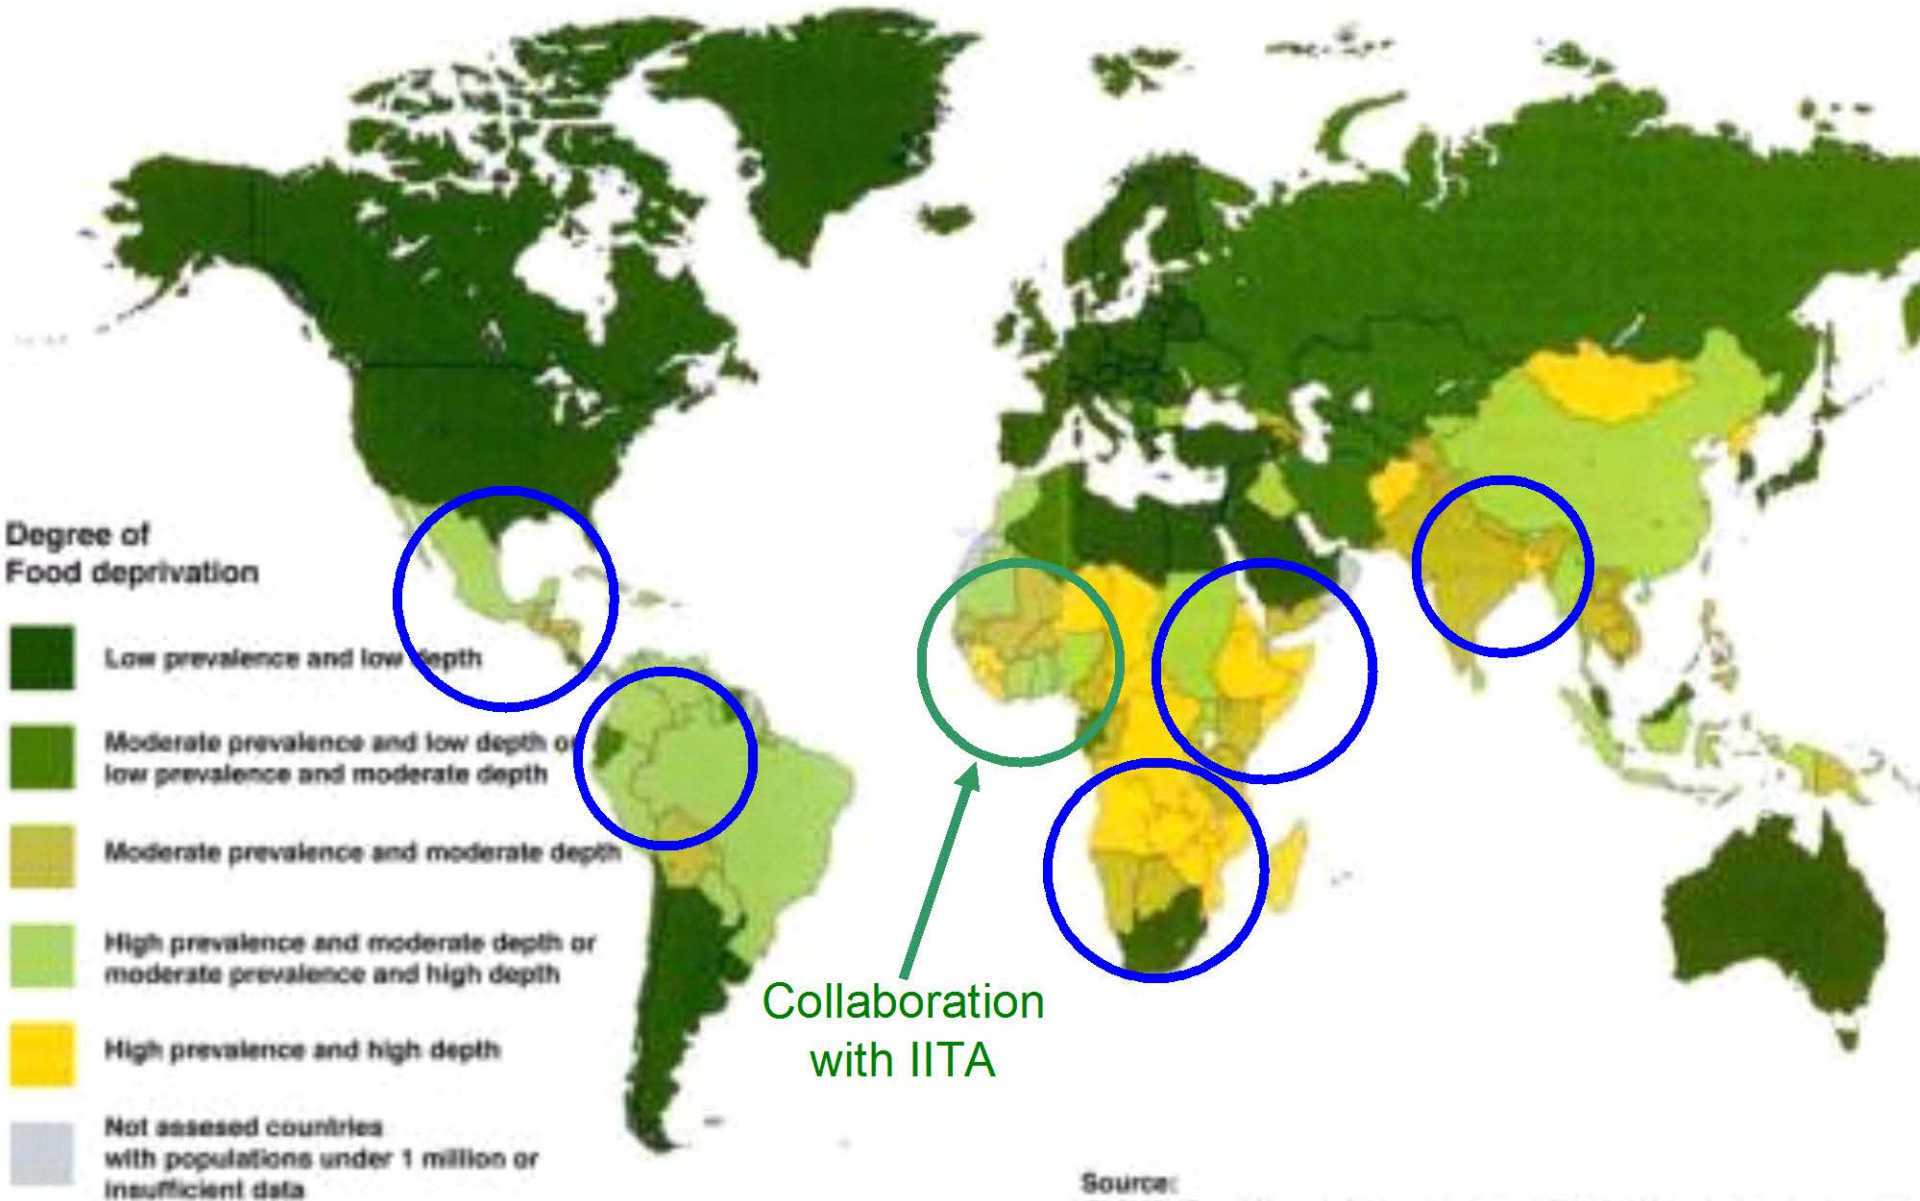 Degree of
Food deprivation
Low prevalence and low depth
Moderate prevalence and low depth or
low prevalence and moderate depth
Moderate prevalence and moderate depth
High prevalence and moderate depth or
moderate prevalence and high depth
High prevalence and high depth
Not assesed countries
with populations under 1 million or
insufficient data
Collaboration
with IITA
Source: